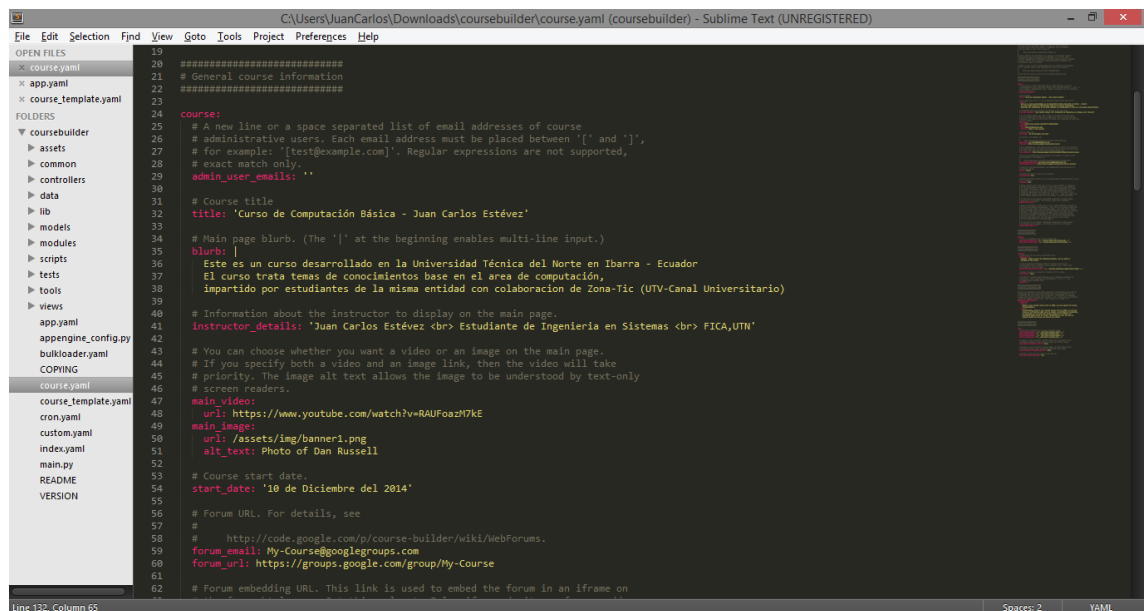 C:\Users\JuanCarlos\Downloads\coursebuilder\course.yaml (coursebuilder) - Sublime Text (UNREGISTERED)
File Edit Selection Find View Goto Tools Project Preferences Help
OPEN FILES
course.yaml
app.yaml
course_template.yaml
FOLDERS
coursebuilder
assets
common
controllers
data
lib
models
modules
scripts
tests
tools
views
app.yaml
appengine_config.py
bulkloader.yaml
COPYING
course.yaml
course_template.yaml
cron.yaml
custom.yaml
index.yaml
main.py
README
VERSION
19
20 ############################
21 # General course information
22 ############################
23
24 course:
25 # A new line or a space separated list of email addresses of course
26 # administrative users. Each email address must be placed between '[' and ']',
27 # for example: '[test@example.com]'. Regular expressions are not supported,
28 # exact match only.
29 admin_user_emails: ''
30
31 # Course title
32 title: 'Curso de Computación Básica - Juan Carlos Estévez'
33
34 # Main page blurb. (The '|' at the beginning enables multi-line input.)
35 blurb: |
36 Este es un curso desarrollado en la Universidad Técnica del Norte en Ibarra - Ecuador
37 El curso trata temas de conocimientos base en el area de computación,
38 impartido por estudiantes de la misma entidad con colaboracion de Zona-Tic (UTV-Canal Universitario)
39
40 # Information about the instructor to display on the main page.
41 instructor_details: 'Juan Carlos Estévez <br> Estudiante de Ingenieria en Sistemas <br> FICA,UTN'
42
43 # You can choose whether you want a video or an image on the main page.
44 # If you specify both a video and an image link, then the video will take
45 # priority. The image alt text allows the image to be understood by text-only
46 # screen readers.
47 main_video:
48 url: https://www.youtube.com/watch?v=RAUFoazM7kE
49 main_image:
50 url: /assets/img/banner1.png
51 alt_text: Photo of Dan Russell
52
53 # Course start date.
54 start_date: '10 de Diciembre del 2014'
55
56 # Forum URL. For details, see
57 #
58 # http://code.google.com/p/course-builder/wiki/WebForums.
59 forum_email: My-Course@googlegroups.com
60 forum_url: https://groups.google.com/group/My-Course
61
62 # Forum embedding URL. This link is used to embed the forum in an iframe on
Line 132, Column 65
Spaces: 2 YAML